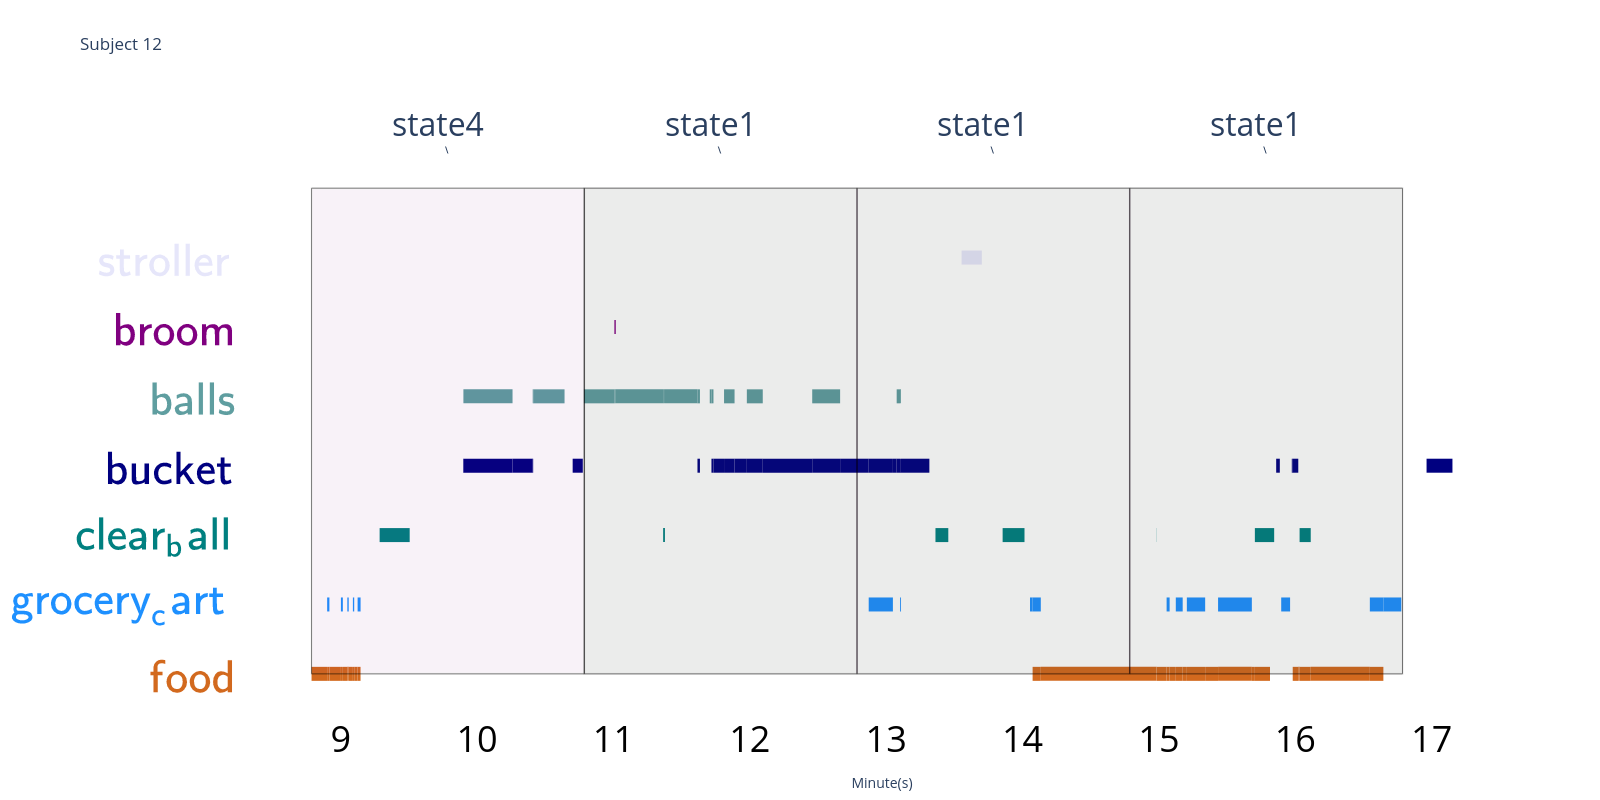 Subject 12
state4 state1 state1 state1
stroller
broom
balls
bucket
clear_ball
grocery_cart
food
9 10 11 12 13 14 15 16 17
Minute(s)